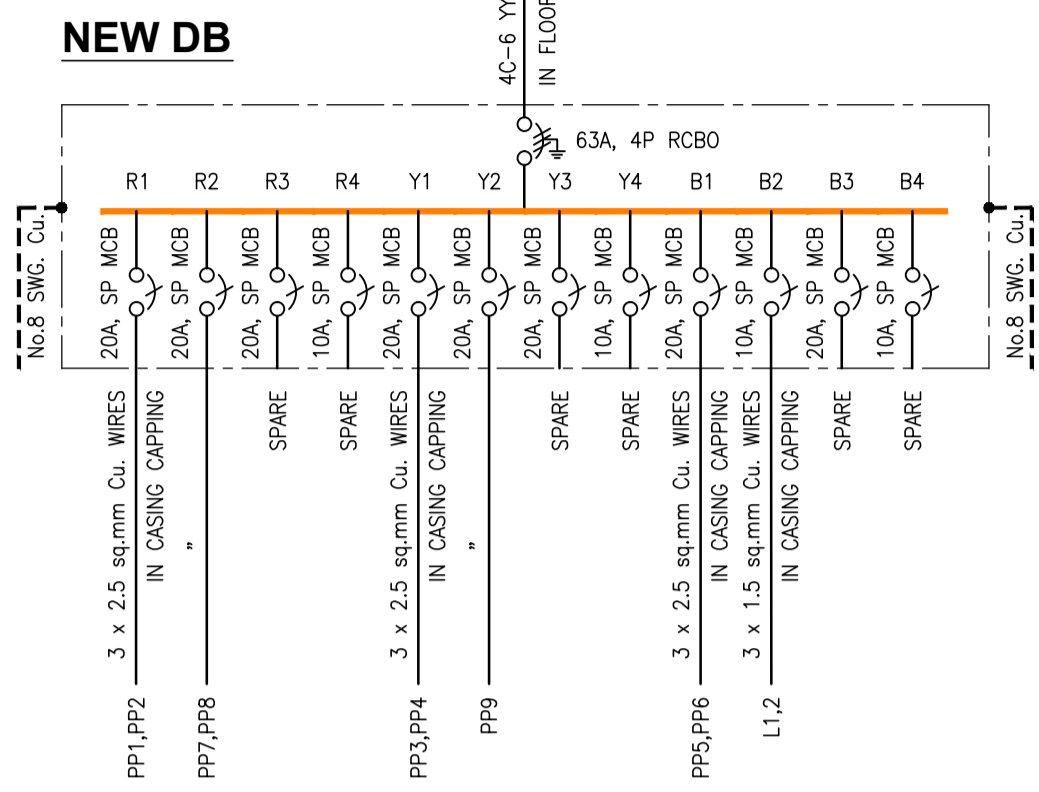 NEW DB
4C-6 YY
IN FLOOR
63A, 4P RCBO
R1 R2 R3 R4 Y1 Y2 Y3 Y4 B1 B2 B3 B4
No.8 SWG. Cu.
20A, SP MCB
20A, SP MCB
20A, SP MCB
10A, SP MCB
20A, SP MCB
20A, SP MCB
20A, SP MCB
10A, SP MCB
20A, SP MCB
10A, SP MCB
20A, SP MCB
10A, SP MCB
No.8 SWG. Cu.
3 x 2.5 sq.mm Cu. WIRES
IN CASING CAPPING
„
SPARE
SPARE
3 x 2.5 sq.mm Cu. WIRES
IN CASING CAPPING
„
SPARE
SPARE
3 x 2.5 sq.mm Cu. WIRES
IN CASING CAPPING
3 x 1.5 sq.mm Cu. WIRES
IN CASING CAPPING
SPARE
SPARE
PP1,PP2
PP7,PP8
PP3,PP4
PP9
PP5,PP6
L1,2